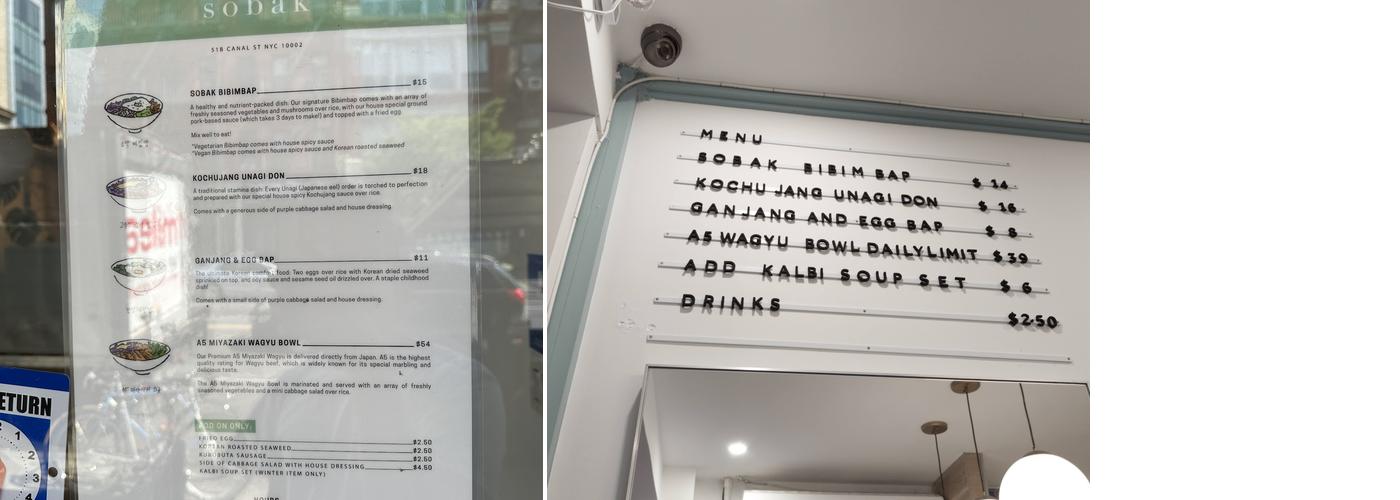 sobak
51B CANAL ST NYC 10002
SOBAK BIBIMBAP $15
A healthy and nutrient-packed dish: Our signature Bibimbap comes with an array of
freshly seasoned vegetables and mushrooms over rice, with our house special ground
pork-based sauce (which takes 3 days to make!) and topped with a fried egg.
Mix well to eat!
*Vegetarian Bibimbap comes with house spicy sauce
*Vegan Bibimbap comes with house spicy sauce and Korean roasted seaweed
KOCHUJANG UNAGI DON $18
A traditional stamina dish: Every Unagi (Japanese eel) order is torched to perfection
and prepared with our special house spicy Kochujang sauce over rice.
Comes with a generous side of purple cabbage salad and house dressing.
GANJANG & EGG BAP $11
The ultimate Korean comfort food: Two eggs over rice with Korean dried seaweed
sprinkled on top, and soy sauce and sesame seed oil drizzled over. A staple childhood
dish!
Comes with a small side of purple cabbage salad and house dressing.
A5 MIYAZAKI WAGYU BOWL $54
Our Premium A5 Miyazaki Wagyu is delivered directly from Japan. A5 is the highest
quality rating for Wagyu beef, which is widely known for its special marbling and
delicious taste.
The A5 Miyazaki Wagyu Bowl is marinated and served with an array of freshly
seasoned vegetables and a mini cabbage salad over rice.
ADD ON ONLY:
FRIED EGG $2.50
KOREAN ROASTED SEAWEED $2.50
KUROBUTA SAUSAGE $2.50
SIDE OF CABBAGE SALAD WITH HOUSE DRESSING $4.50
KALBI SOUP SET (WINTER ITEM ONLY)
HOURS
ETURN
1
2
3
4
MENU
SOBAK BIBIM BAP $ 14
KOCHU JANG UNAGI DON $ 16
GANJANG AND EGG BAP $ 8
A5 WAGYU BOWL DAILYLIMIT $39
ADD KALBI SOUP SET $ 6
DRINKS $2.50